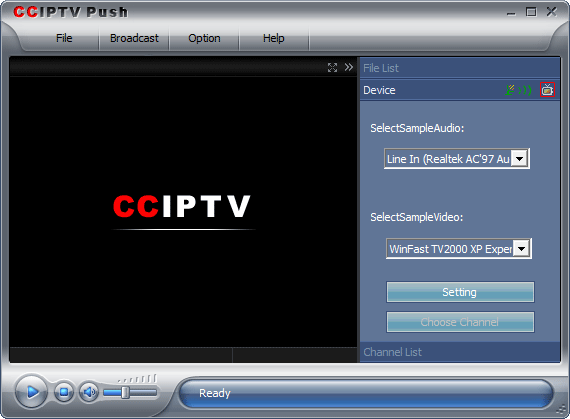 CCIPTV Push
File Broadcast Option Help
File List
Device
SelectSampleAudio:
Line In (Realtek AC'97 Au
CCIPTV
SelectSampleVideo:
WinFast TV2000 XP Exper
Setting
Choose Channel
Channel List
Ready